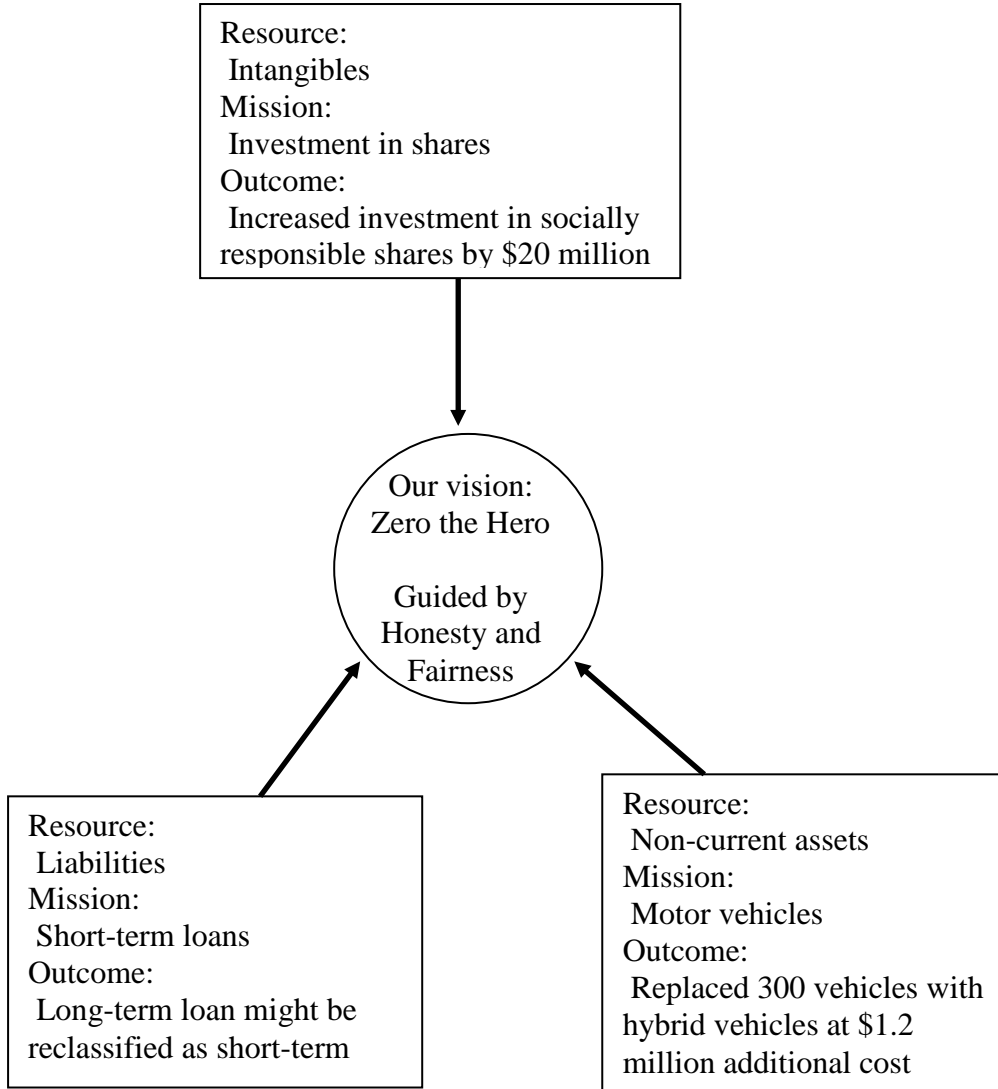 Resource:
Intangibles
Mission:
Investment in shares
Outcome:
Increased investment in socially
responsible shares by $20 million
Our vision:
Zero the Hero
Guided by
Honesty and
Fairness
Resource:
Liabilities
Mission:
Short-term loans
Outcome:
Long-term loan might be
reclassified as short-term
Resource:
Non-current assets
Mission:
Motor vehicles
Outcome:
Replaced 300 vehicles with
hybrid vehicles at $1.2
million additional cost